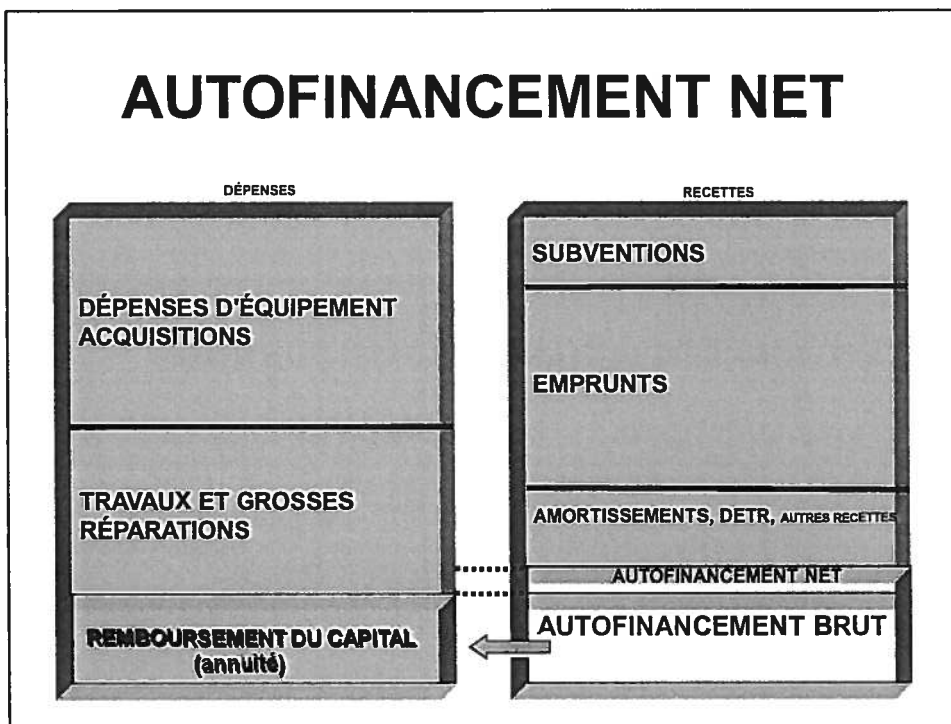 AUTOFINANCEMENT NET
DÉPENSES
DÉPENSES D'ÉQUIPEMENT
ACQUISITIONS
TRAVAUX ET GROSSES
RÉPARATIONS
REMBOURSEMENT DU CAPITAL
(annuité)
RECETTES
SUBVENTIONS
EMPRUNTS
AMORTISSEMENTS, DETR, AUTRES RECETTES
AUTOFINANCEMENT NET
AUTOFINANCEMENT BRUT